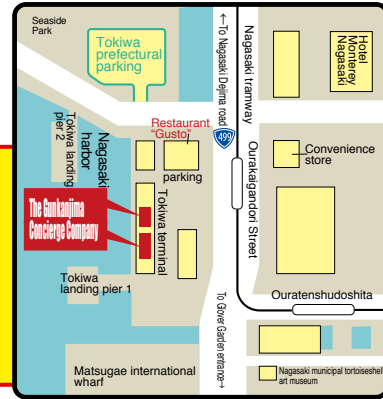 Seaside
Park
Tokiwa
prefectural
parking
←To Nagasaki Dejima road
Nagasaki tramway
Hotel
Monterey
Nagasaki
Restaurant
"Gusto"
499
Nagasaki
harbor
Tokiwa landing
pier 2
parking
Ourakaigandori Street
Convenience
store
The Gunkanjima
Concierge Company
Tokiwa terminal
Tokiwa
landing pier 1
To Glover Garden entrance→
Ouratenshudoshita
Matsugae international
wharf
Nagasaki municipal tortoiseshell
art museum